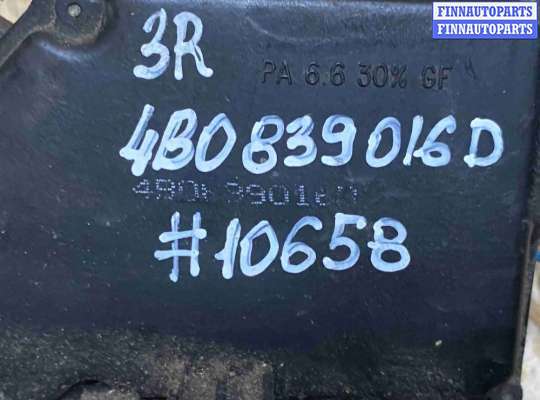 FINNAUTOPARTS
FINNAUTOPARTS
3R
PA 6.6 30% GF
4B0839016D
#10658